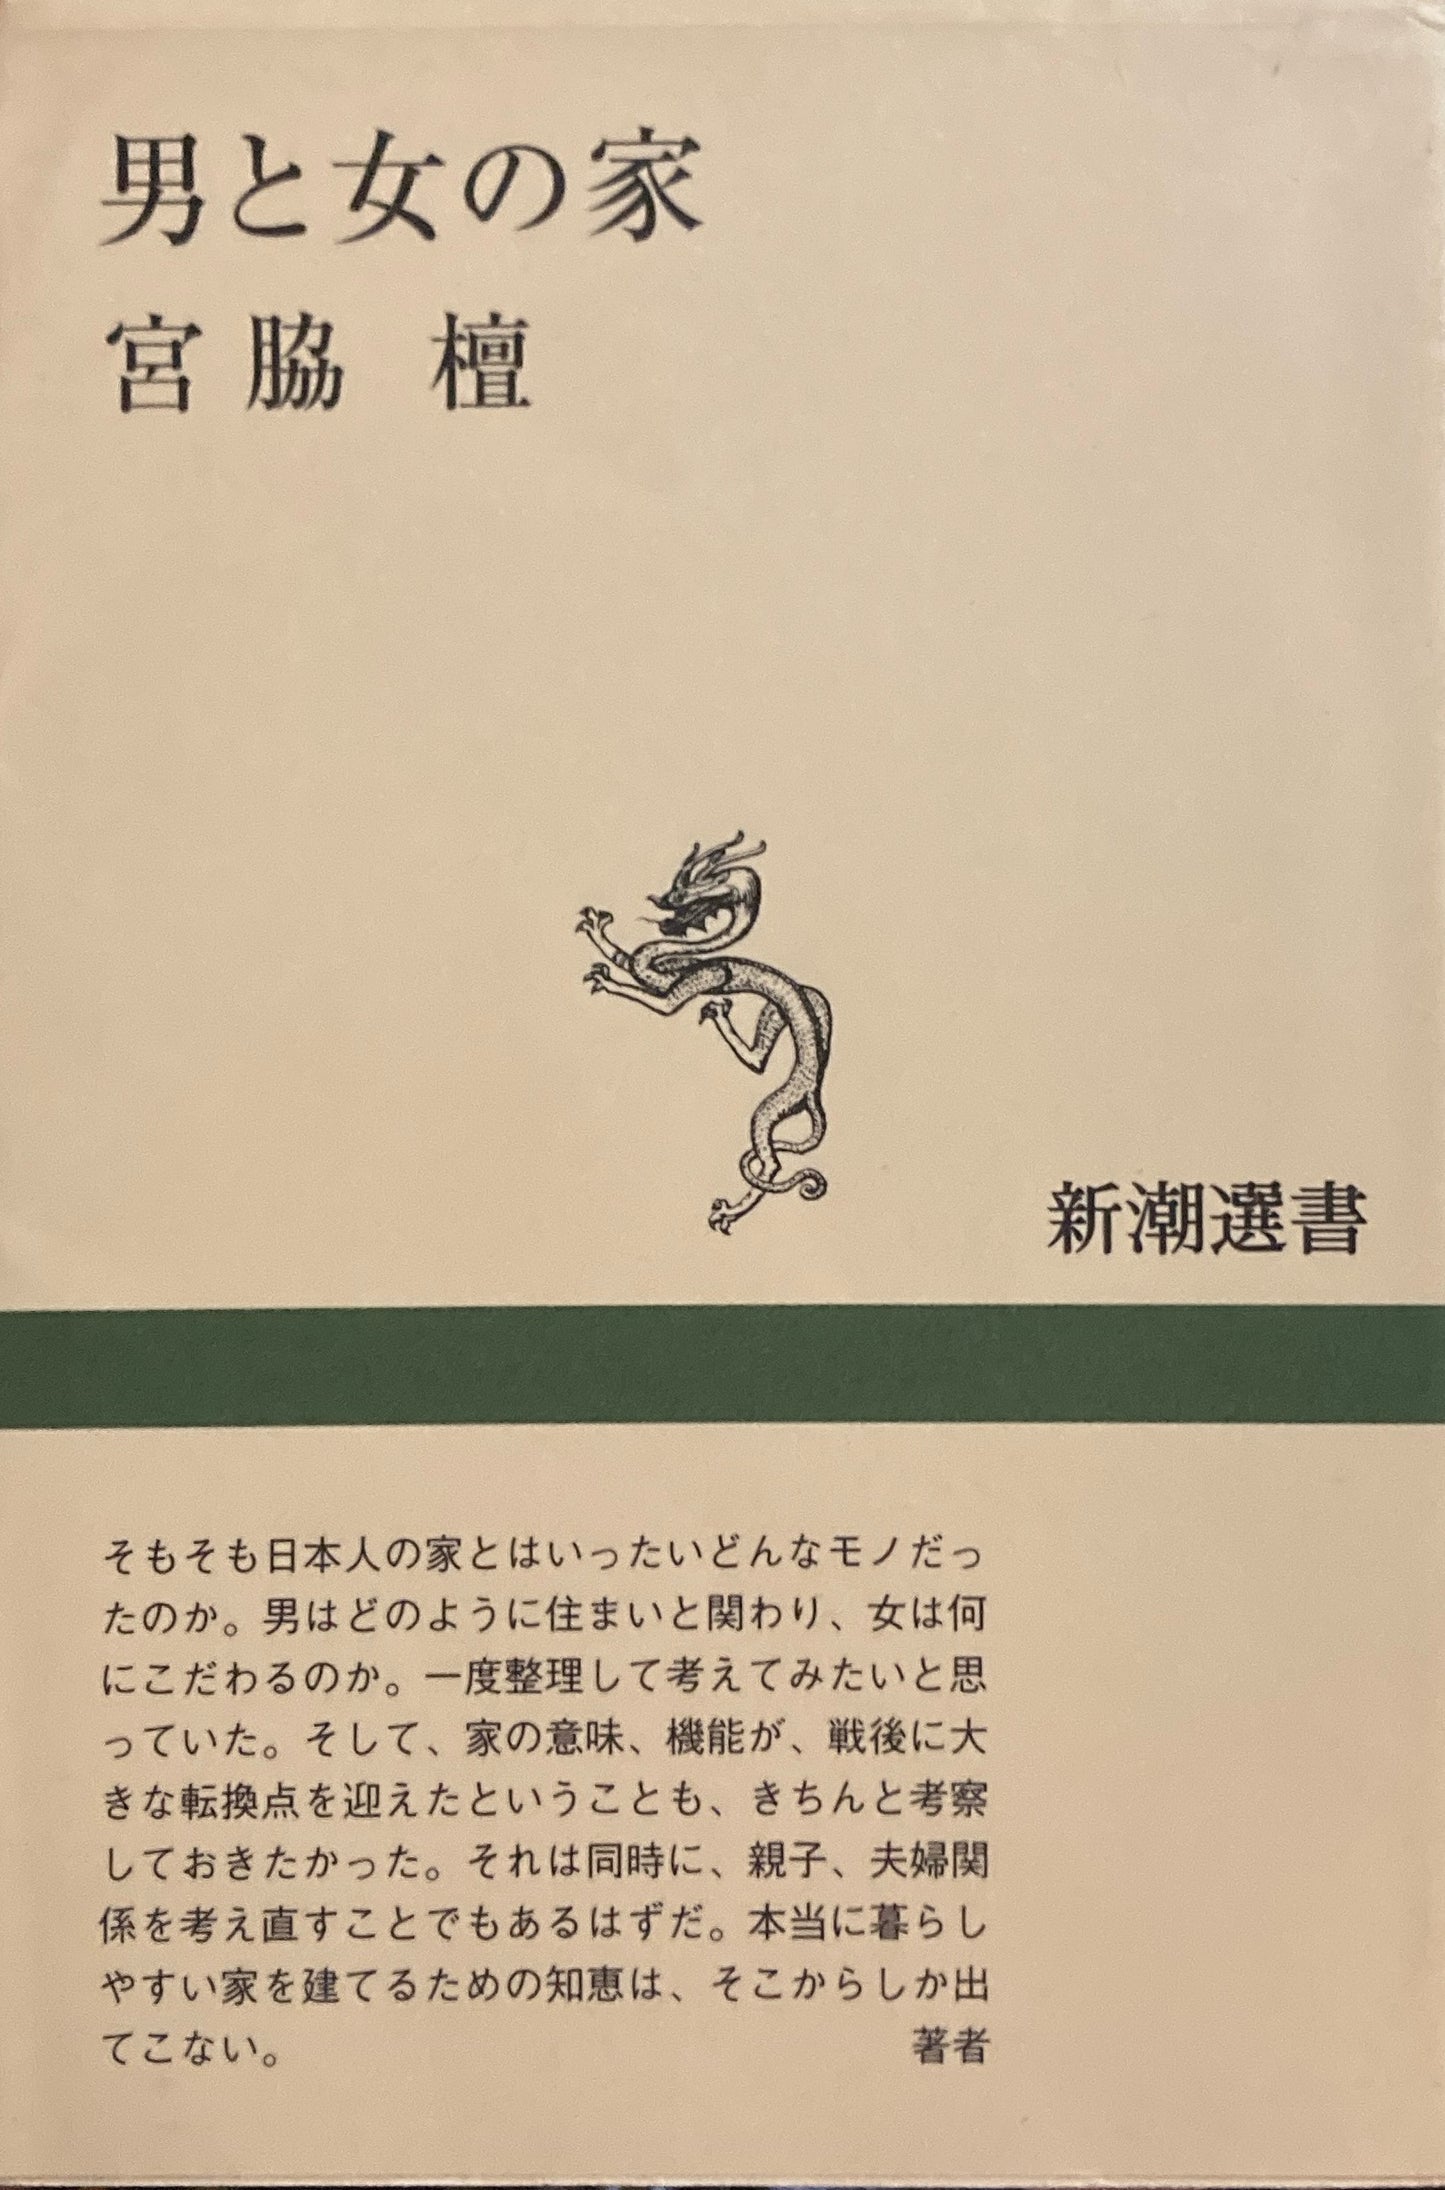 男と女の家
宮脇 檀
新潮選書
そもそも日本人の家とはいったいどんなモノだっ
たのか。男はどのように住まいと関わり、女は何
にこだわるのか。一度整理して考えてみたいと思
っていた。そして、家の意味、機能が、戦後に大
きな転換点を迎えたということも、きちんと考察
しておきたかった。それは同時に、親子、夫婦関
係を考え直すことでもあるはずだ。本当に暮らし
やすい家を建てるための知恵は、そこからしか出
てこない。 著者